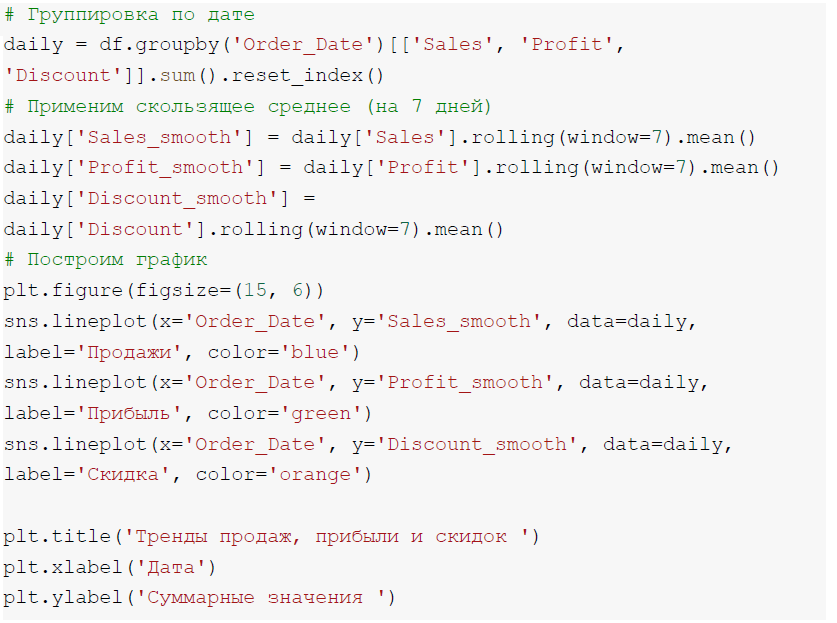 # Группировка по дате
daily = df.groupby('Order_Date')[['Sales', 'Profit',
'Discount']].sum().reset_index()
# Применим скользящее среднее (на 7 дней)
daily['Sales_smooth'] = daily['Sales'].rolling(window=7).mean()
daily['Profit_smooth'] = daily['Profit'].rolling(window=7).mean()
daily['Discount_smooth'] =
daily['Discount'].rolling(window=7).mean()
# Построим график
plt.figure(figsize=(15, 6))
sns.lineplot(x='Order_Date', y='Sales_smooth', data=daily,
label='Продажи', color='blue')
sns.lineplot(x='Order_Date', y='Profit_smooth', data=daily,
label='Прибыль', color='green')
sns.lineplot(x='Order_Date', y='Discount_smooth', data=daily,
label='Скидка', color='orange')
plt.title('Тренды продаж, прибыли и скидок ')
plt.xlabel('Дата')
plt.ylabel('Суммарные значения ')